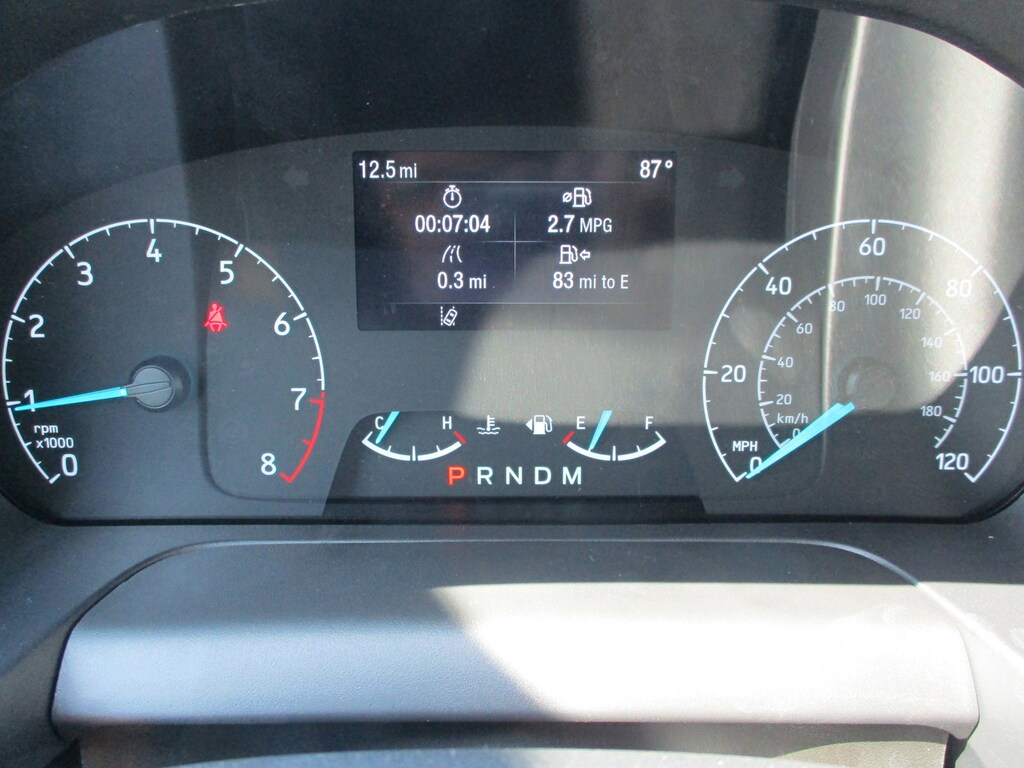 12.5 mi 87°
00:07:04 ⌀ 2.7 MPG
0.3 mi 83 mi to E
0 1 2 3 4 5 6 7 8
rpm
x1000
C H E F
P R N D M
0 20 40 60 80 100 120
MPH
0 20 40 60 80 100 120 140 160 180
km/h